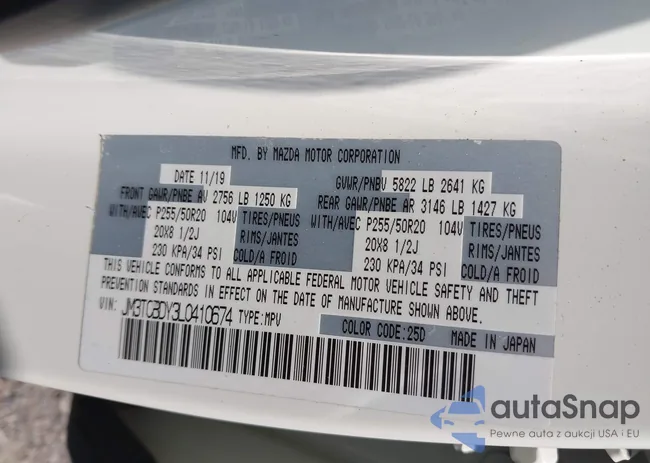 MFD. BY MAZDA MOTOR CORPORATION
DATE 11/19 GVWR/PNBV 5822 LB 2641 KG
FRONT GAWR/PNBE AV 2756 LB 1250 KG REAR GAWR/PNBE AR 3146 LB 1427 KG
WITH/AVEC P255/50R20 104V TIRES/PNEUS WITH/AVEC P255/50R20 104V TIRES/PNEUS
20X8 1/2J RIMS/JANTES 20X8 1/2J RIMS/JANTES
230 KPA/34 PSI COLD/A FROID 230 KPA/34 PSI COLD/A FROID
THIS VEHICLE CONFORMS TO ALL APPLICABLE FEDERAL MOTOR VEHICLE SAFETY AND THEFT
PREVENTION STANDARDS IN EFFECT ON THE DATE OF MANUFACTURE SHOWN ABOVE.
VIN: JM3TCBDY3L0410674 TYPE:MPV
COLOR CODE:25D MADE IN JAPAN
autaSnap
Pewne auta z aukcji USA i EU